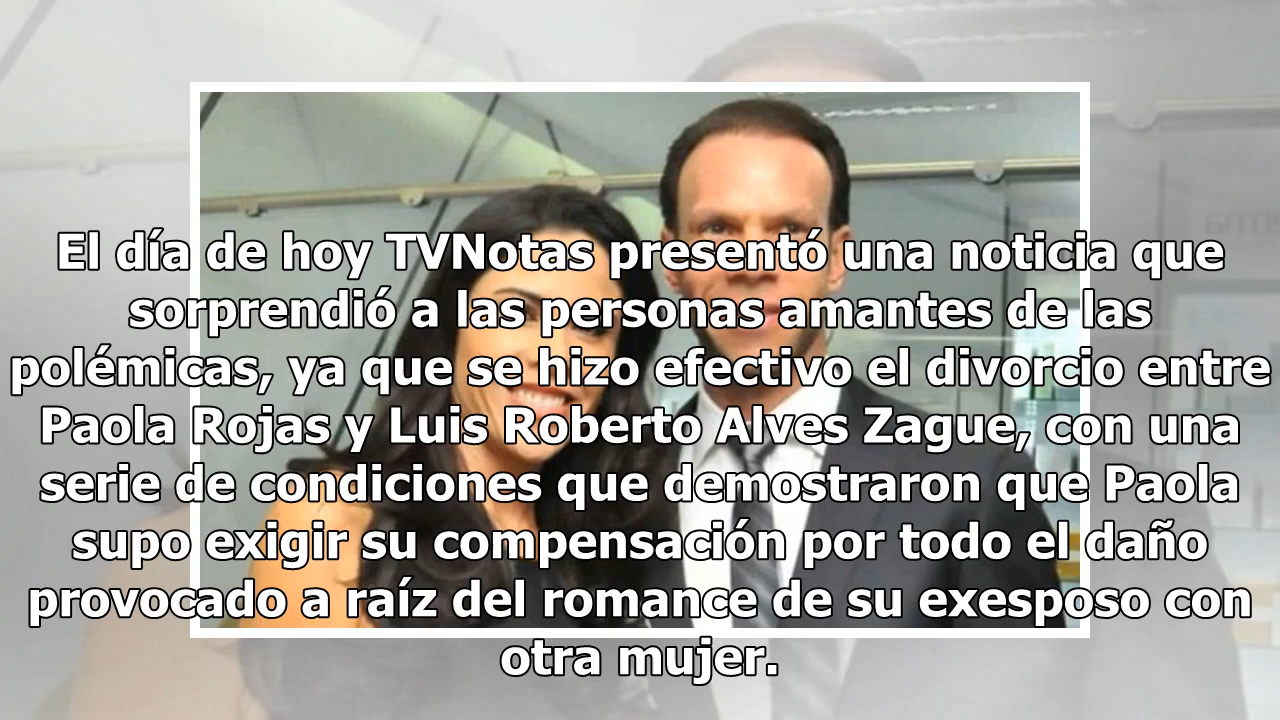 El día de hoy TVNotas presentó una noticia que
sorprendió a las personas amantes de las
polémicas, ya que se hizo efectivo el divorcio entre
Paola Rojas y Luis Roberto Alves Zague, con una
serie de condiciones que demostraron que Paola
supo exigir su compensación por todo el daño
provocado a raíz del romance de su exesposo con
otra mujer.